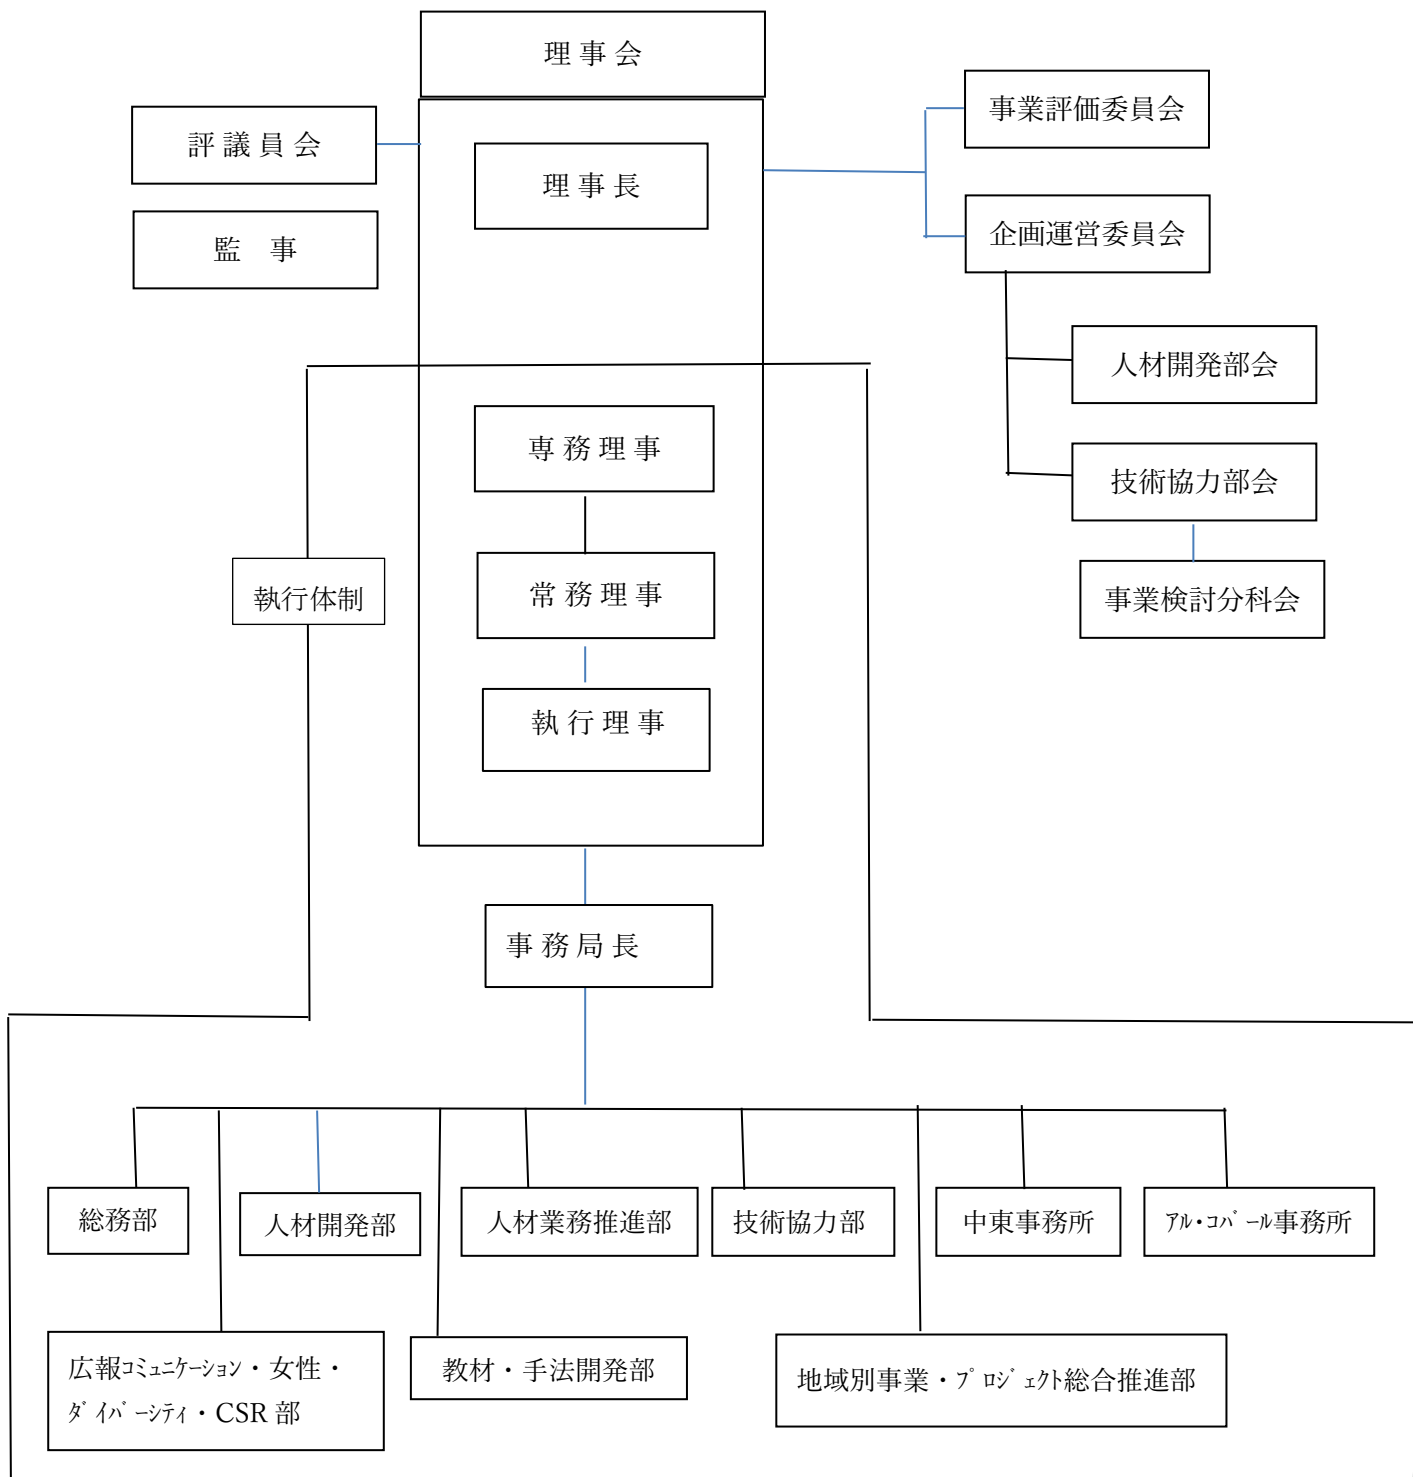 理事会
事業評価委員会
評議員会
理事長
企画運営委員会
監　事
人材開発部会
専務理事
技術協力部会
常務理事
執行体制
事業検討分科会
執行理事
事務局長
総務部
人材開発部
人材業務推進部
技術協力部
中東事務所
ｱﾙ・ｺﾊﾞｰﾙ事務所
広報ｺﾐｭﾆｹｰｼｮﾝ・女性・
ﾀﾞｲﾊﾞｰｼﾃｨ・CSR 部
教材・手法開発部
地域別事業・ﾌﾟﾛｼﾞｪｸﾄ総合推進部